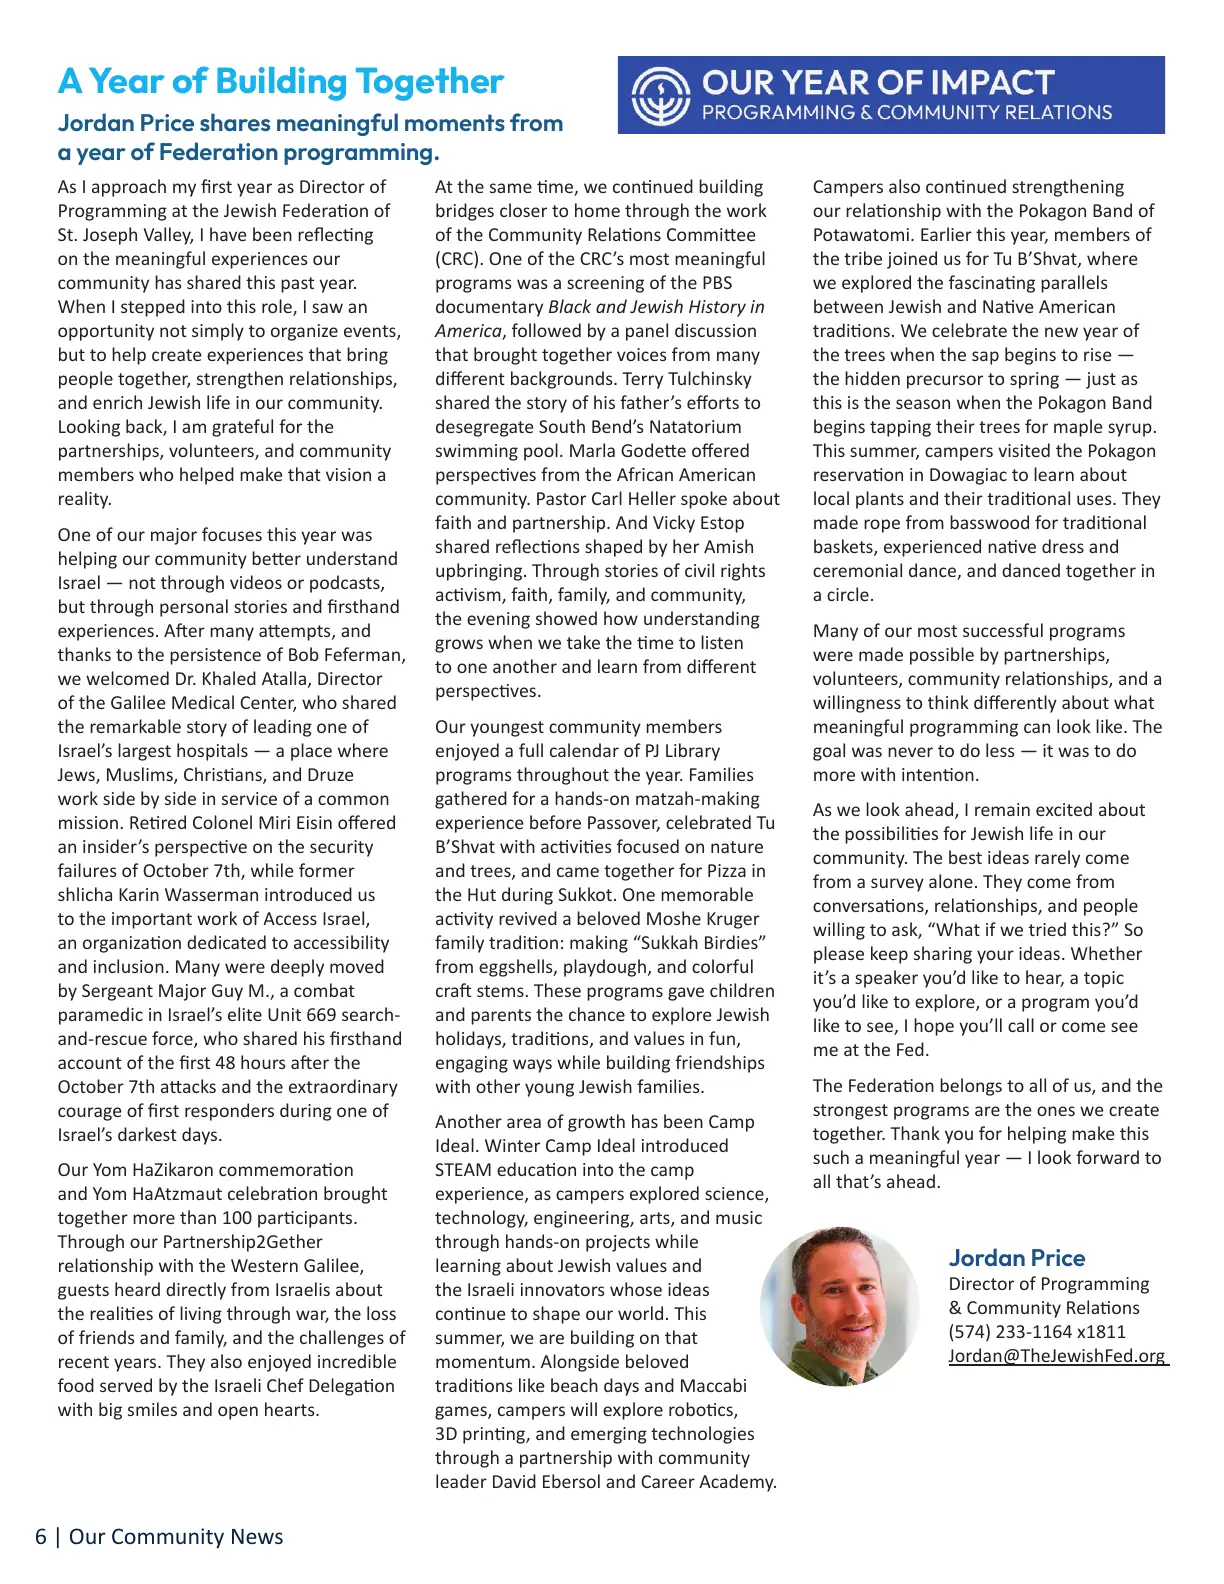 A Year of Building Together
Jordan Price shares meaningful moments from
a year of Federation programming.
OUR YEAR OF IMPACT
PROGRAMMING & COMMUNITY RELATIONS
As I approach my first year as Director of
Programming at the Jewish Federation of
St. Joseph Valley, I have been reflecting
on the meaningful experiences our
community has shared this past year.
When I stepped into this role, I saw an
opportunity not simply to organize events,
but to help create experiences that bring
people together, strengthen relationships,
and enrich Jewish life in our community.
Looking back, I am grateful for the
partnerships, volunteers, and community
members who helped make that vision a
reality.
One of our major focuses this year was
helping our community better understand
Israel — not through videos or podcasts,
but through personal stories and firsthand
experiences. After many attempts, and
thanks to the persistence of Bob Feferman,
we welcomed Dr. Khaled Atalla, Director
of the Galilee Medical Center, who shared
the remarkable story of leading one of
Israel's largest hospitals — a place where
Jews, Muslims, Christians, and Druze
work side by side in service of a common
mission. Retired Colonel Miri Eisin offered
an insider's perspective on the security
failures of October 7th, while former
shlicha Karin Wasserman introduced us
to the important work of Access Israel,
an organization dedicated to accessibility
and inclusion. Many were deeply moved
by Sergeant Major Guy M., a combat
paramedic in Israel's elite Unit 669 search-
and-rescue force, who shared his firsthand
account of the first 48 hours after the
October 7th attacks and the extraordinary
courage of first responders during one of
Israel's darkest days.
Our Yom HaZikaron commemoration
and Yom HaAtzmaut celebration brought
together more than 100 participants.
Through our Partnership2Gether
relationship with the Western Galilee,
guests heard directly from Israelis about
the realities of living through war, the loss
of friends and family, and the challenges of
recent years. They also enjoyed incredible
food served by the Israeli Chef Delegation
with big smiles and open hearts.
At the same time, we continued building
bridges closer to home through the work
of the Community Relations Committee
(CRC). One of the CRC's most meaningful
programs was a screening of the PBS
documentary Black and Jewish History in
America, followed by a panel discussion
that brought together voices from many
different backgrounds. Terry Tulchinsky
shared the story of his father's efforts to
desegregate South Bend's Natatorium
swimming pool. Marla Godette offered
perspectives from the African American
community. Pastor Carl Heller spoke about
faith and partnership. And Vicky Estop
shared reflections shaped by her Amish
upbringing. Through stories of civil rights
activism, faith, family, and community,
the evening showed how understanding
grows when we take the time to listen
to one another and learn from different
perspectives.
Our youngest community members
enjoyed a full calendar of PJ Library
programs throughout the year. Families
gathered for a hands-on matzah-making
experience before Passover, celebrated Tu
B'Shvat with activities focused on nature
and trees, and came together for Pizza in
the Hut during Sukkot. One memorable
activity revived a beloved Moshe Kruger
family tradition: making “Sukkah Birdies”
from eggshells, playdough, and colorful
craft stems. These programs gave children
and parents the chance to explore Jewish
holidays, traditions, and values in fun,
engaging ways while building friendships
with other young Jewish families.
Another area of growth has been Camp
Ideal. Winter Camp Ideal introduced
STEAM education into the camp
experience, as campers explored science,
technology, engineering, arts, and music
through hands-on projects while
learning about Jewish values and
the Israeli innovators whose ideas
continue to shape our world. This
summer, we are building on that
momentum. Alongside beloved
traditions like beach days and Maccabi
games, campers will explore robotics,
3D printing, and emerging technologies
through a partnership with community
leader David Ebersol and Career Academy.
Campers also continued strengthening
our relationship with the Pokagon Band of
Potawatomi. Earlier this year, members of
the tribe joined us for Tu B'Shvat, where
we explored the fascinating parallels
between Jewish and Native American
traditions. We celebrate the new year of
the trees when the sap begins to rise —
the hidden precursor to spring — just as
this is the season when the Pokagon Band
begins tapping their trees for maple syrup.
This summer, campers visited the Pokagon
reservation in Dowagiac to learn about
local plants and their traditional uses. They
made rope from basswood for traditional
baskets, experienced native dress and
ceremonial dance, and danced together in
a circle.
Many of our most successful programs
were made possible by partnerships,
volunteers, community relationships, and a
willingness to think differently about what
meaningful programming can look like. The
goal was never to do less — it was to do
more with intention.
As we look ahead, I remain excited about
the possibilities for Jewish life in our
community. The best ideas rarely come
from a survey alone. They come from
conversations, relationships, and people
willing to ask, “What if we tried this?” So
please keep sharing your ideas. Whether
it's a speaker you'd like to hear, a topic
you'd like to explore, or a program you'd
like to see, I hope you'll call or come see
me at the Fed.
The Federation belongs to all of us, and the
strongest programs are the ones we create
together. Thank you for helping make this
such a meaningful year — I look forward to
all that's ahead.
Jordan Price
Director of Programming
& Community Relations
(574) 233-1164 x1811
Jordan@TheJewishFed.org
6 | Our Community News